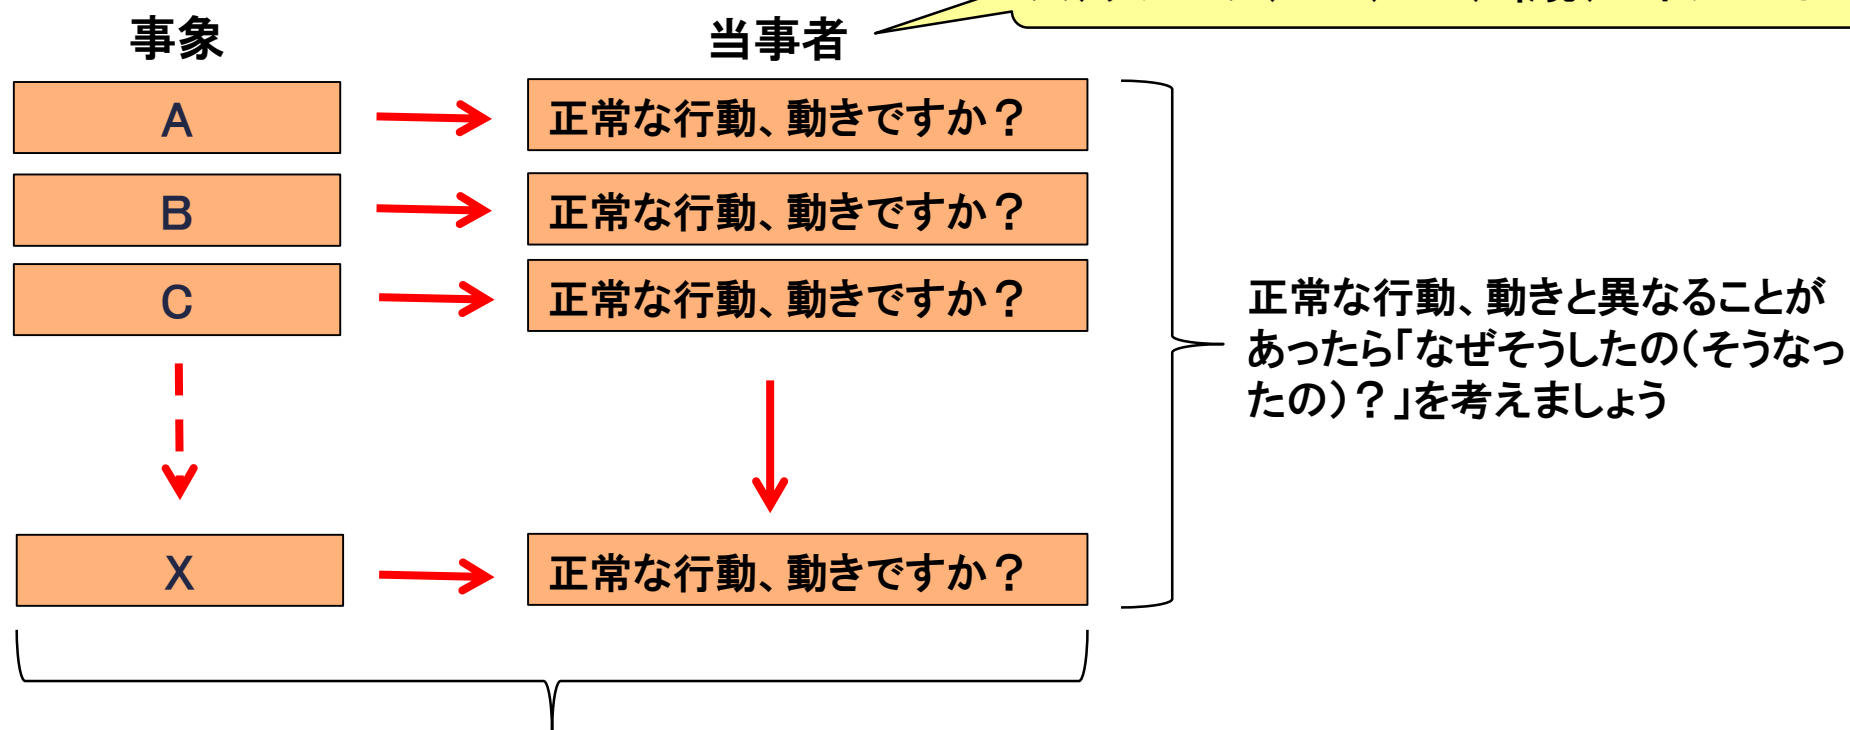 事象
当事者
A
正常な行動、動きですか？
B
正常な行動、動きですか？
C
正常な行動、動きですか？
正常な行動、動きと異なることが
あったら「なぜそうしたの（そうなっ
たの）？」を考えましょう
X
正常な行動、動きですか？